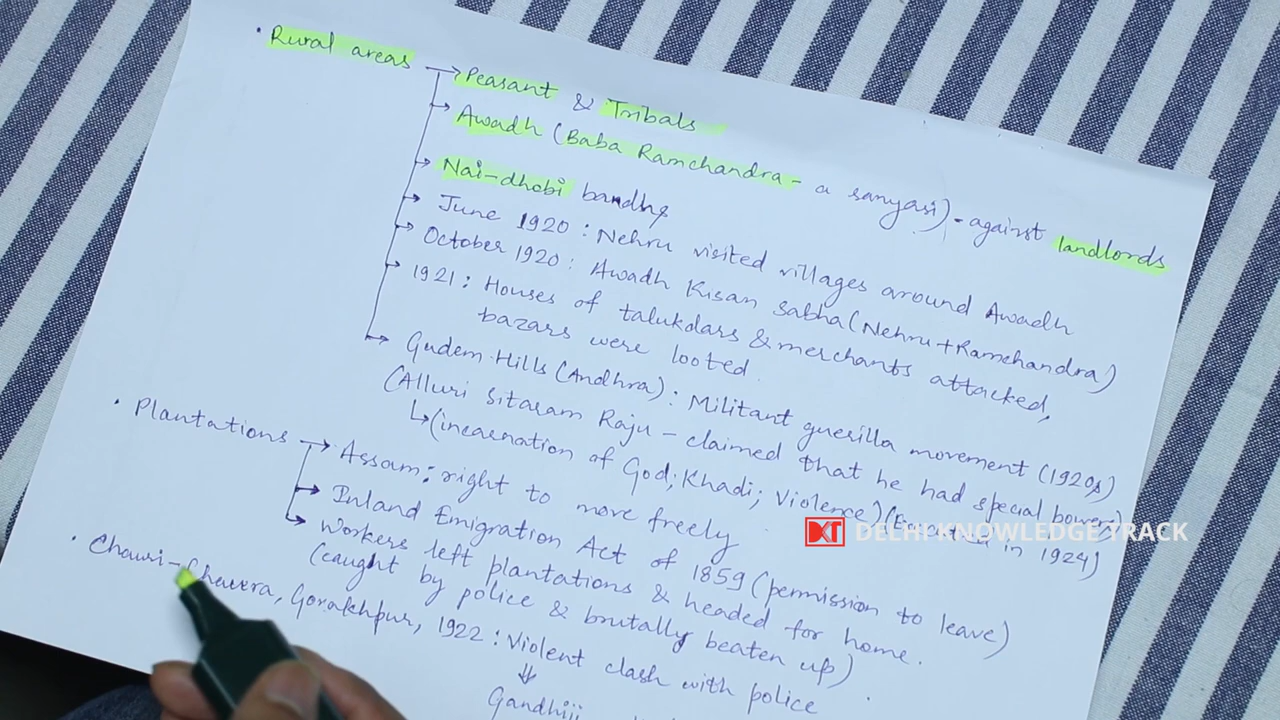 • Rural areas → Peasant & Tribals
→ Awadh (Baba Ramchandra - a sanyasi) - against landlords
→ Nai-dhobi bandhs
→ June 1920 : Nehru visited villages around Awadh
→ October 1920 : Awadh Kisan Sabha (Nehru + Ramchandra)
→ 1921 : Houses of talukdars & merchants attacked,
bazars were looted
→ Gudem Hills (Andhra) : Militant guerilla movement (1920s)
(Alluri Sitaram Raju - claimed that he had special powers)
↳ (incarnation of God; Khadi; Violence) in 1924)
• Plantations → Assam : right to move freely
→ Inland Emigration Act of 1859 (permission to leave)
→ Workers left plantations & headed for home.
(caught by police & brutally beaten up)
• Chauri-Chaura, Gorakhpur, 1922 : Violent clash with police
⇓
Gandhiji
DKT DELHI KNOWLEDGE TRACK